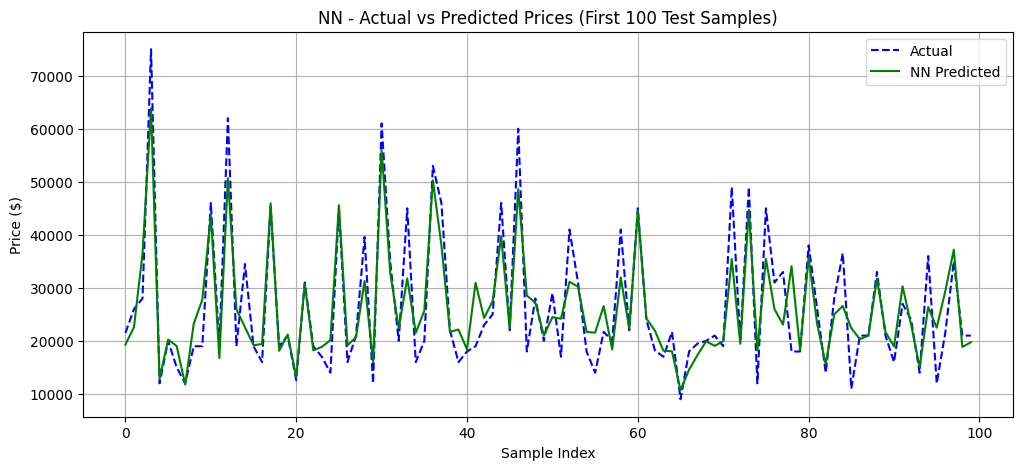 NN - Actual vs Predicted Prices (First 100 Test Samples)
Actual
NN Predicted
Price ($)
70000
60000
50000
40000
30000
20000
10000
0 20 40 60 80 100
Sample Index